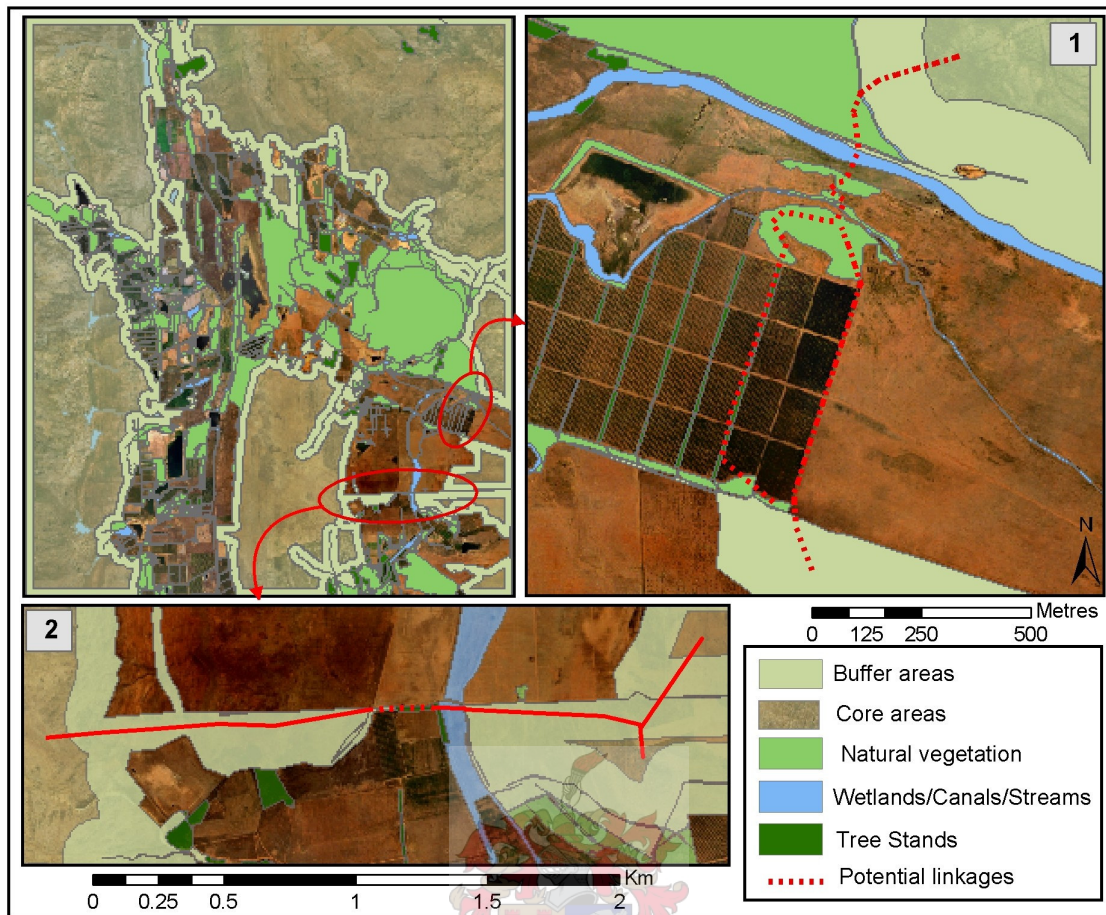 1
N
Metres
0 125 250 500
2
Km
0 0.25 0.5 1 1.5 2
Buffer areas
Core areas
Natural vegetation
Wetlands/Canals/Streams
Tree Stands
Potential linkages